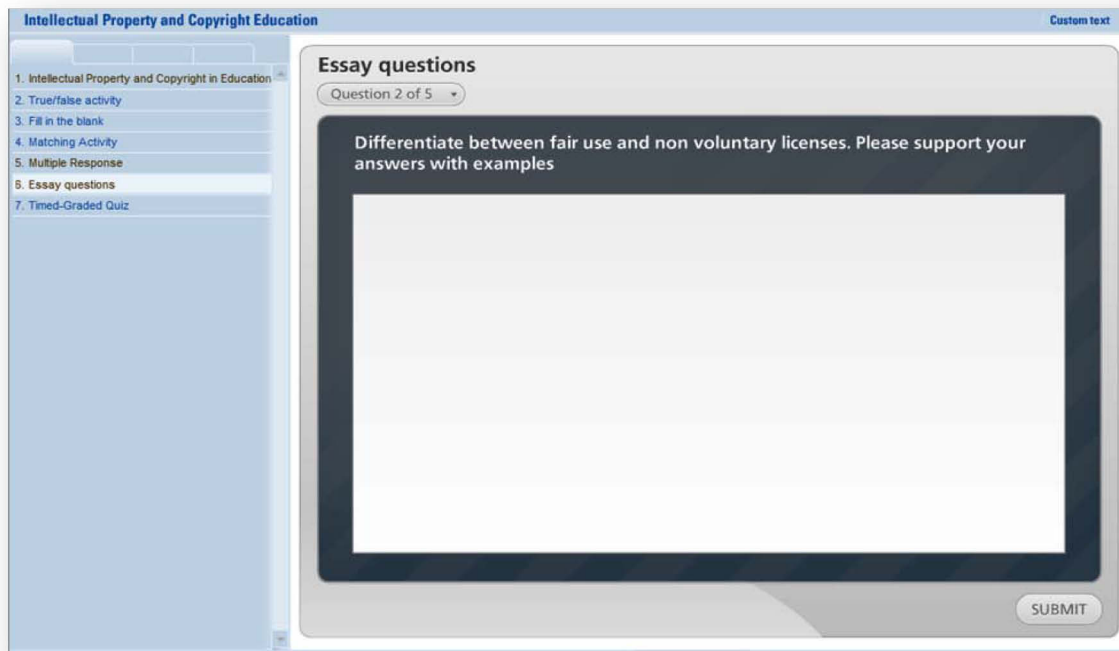 Intellectual Property and Copyright Education
Custom text
1. Intellectual Property and Copyright in Education
2. True/false activity
3. Fill in the blank
4. Matching Activity
5. Multiple Response
6. Essay questions
7. Timed-Graded Quiz
Essay questions
Question 2 of 5
Differentiate between fair use and non voluntary licenses. Please support your
answers with examples
SUBMIT